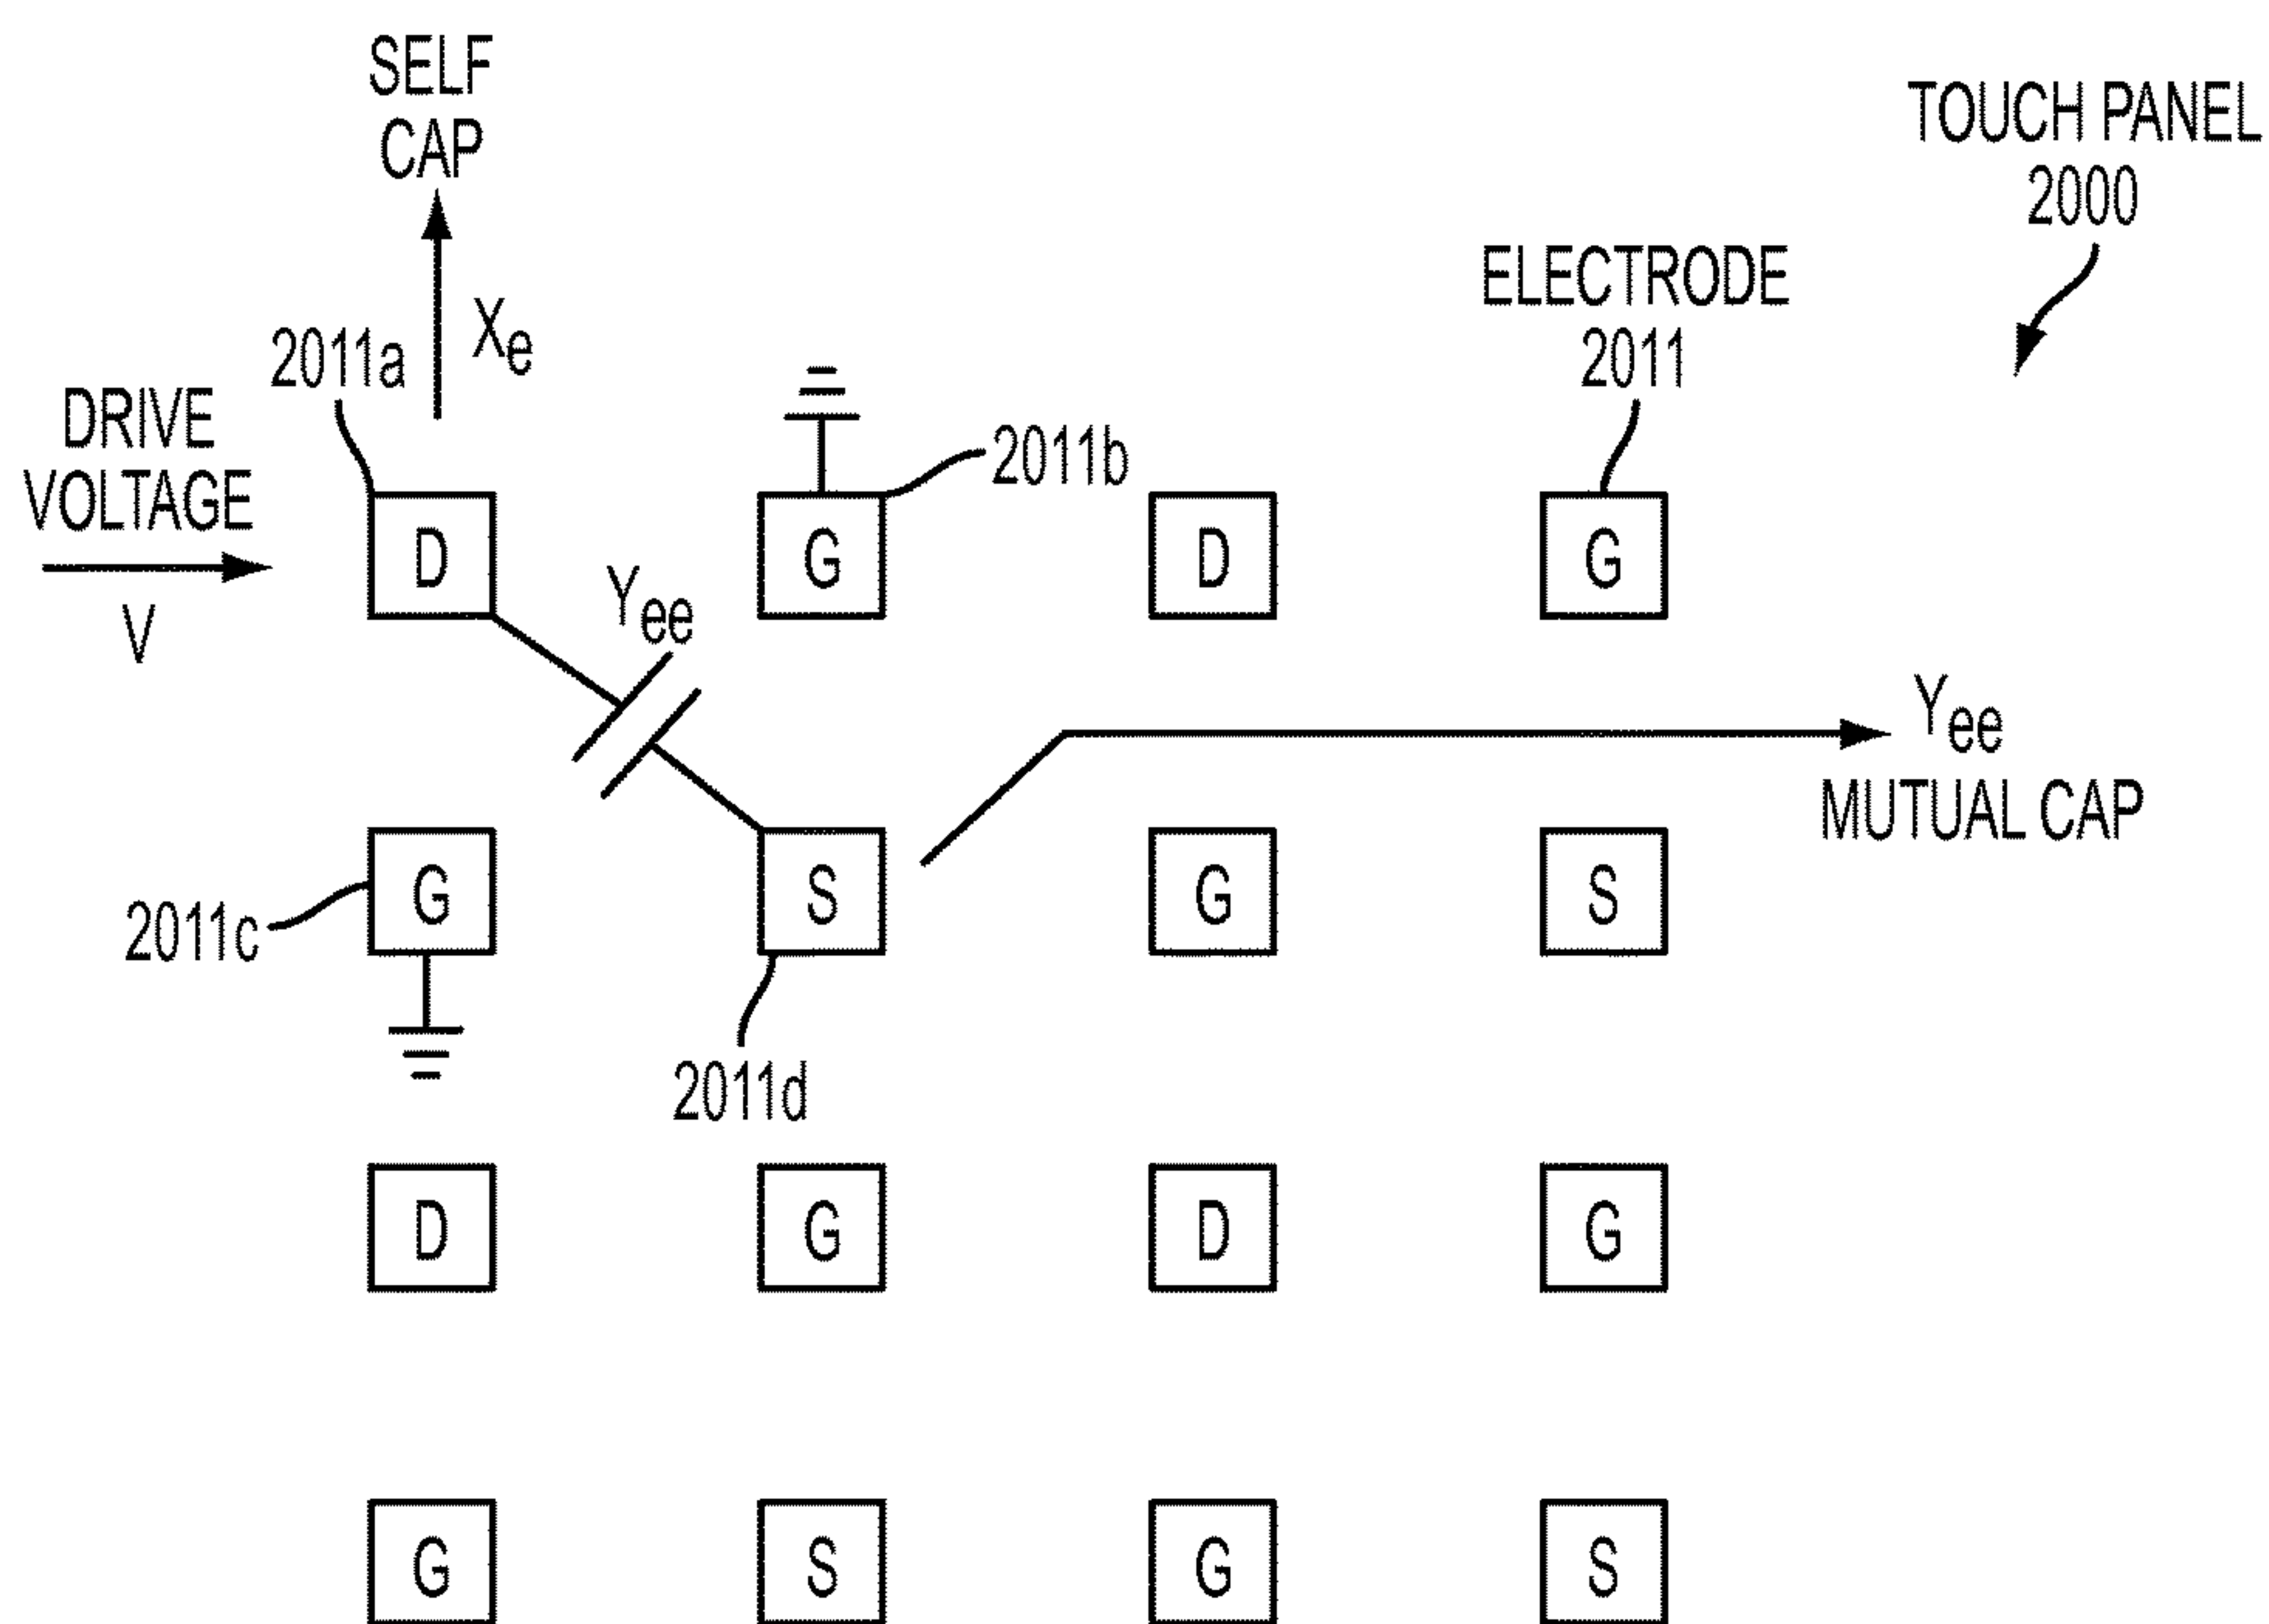 SELF
CAP
TOUCH PANEL
2000
ELECTRODE
2011
Xe
2011a
DRIVE
VOLTAGE
V
2011b
D G D G
Yee
Yee
MUTUAL CAP
G S G S
2011c
2011d
D G D G
G S G S